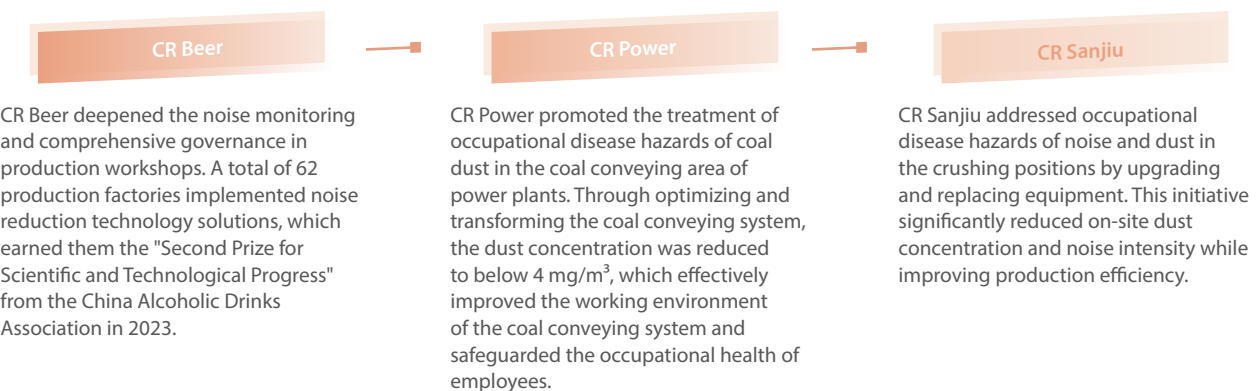 CR Beer
CR Beer deepened the noise monitoring
and comprehensive governance in
production workshops. A total of 62
production factories implemented noise
reduction technology solutions, which
earned them the "Second Prize for
Scientific and Technological Progress"
from the China Alcoholic Drinks
Association in 2023.
CR Power
CR Power promoted the treatment of
occupational disease hazards of coal
dust in the coal conveying area of
power plants. Through optimizing and
transforming the coal conveying system,
the dust concentration was reduced
to below 4 mg/m³, which effectively
improved the working environment
of the coal conveying system and
safeguarded the occupational health of
employees.
CR Sanjiu
CR Sanjiu addressed occupational
disease hazards of noise and dust in
the crushing positions by upgrading
and replacing equipment. This initiative
significantly reduced on-site dust
concentration and noise intensity while
improving production efficiency.